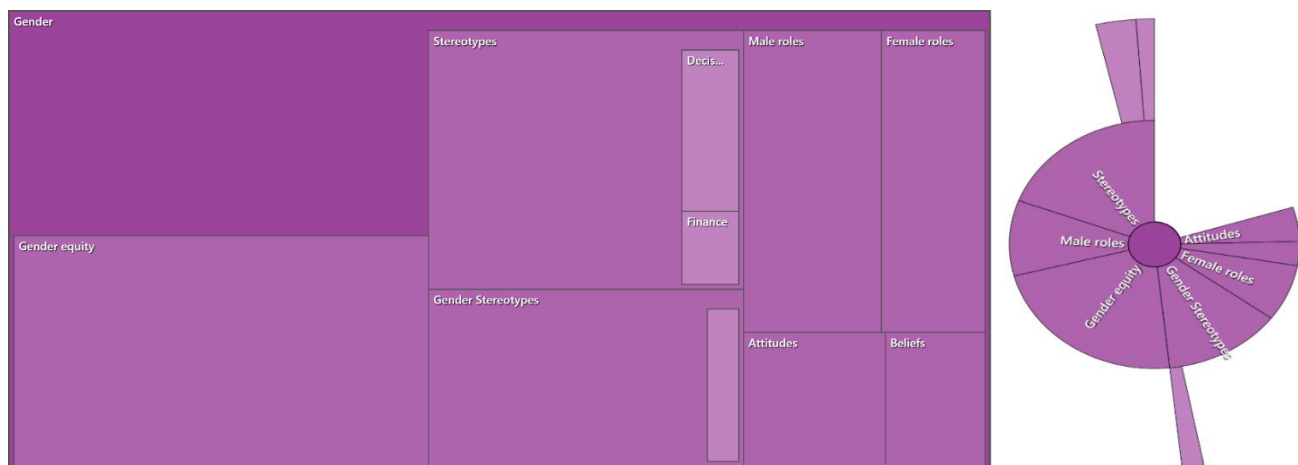 Gender
Stereotypes
Decis...
Male roles
Female roles
Finance
Gender equity
Gender Stereotypes
Attitudes
Beliefs
Stereotypes
Male roles
Gender equity
Gender Stereotypes
Female roles
Attitudes